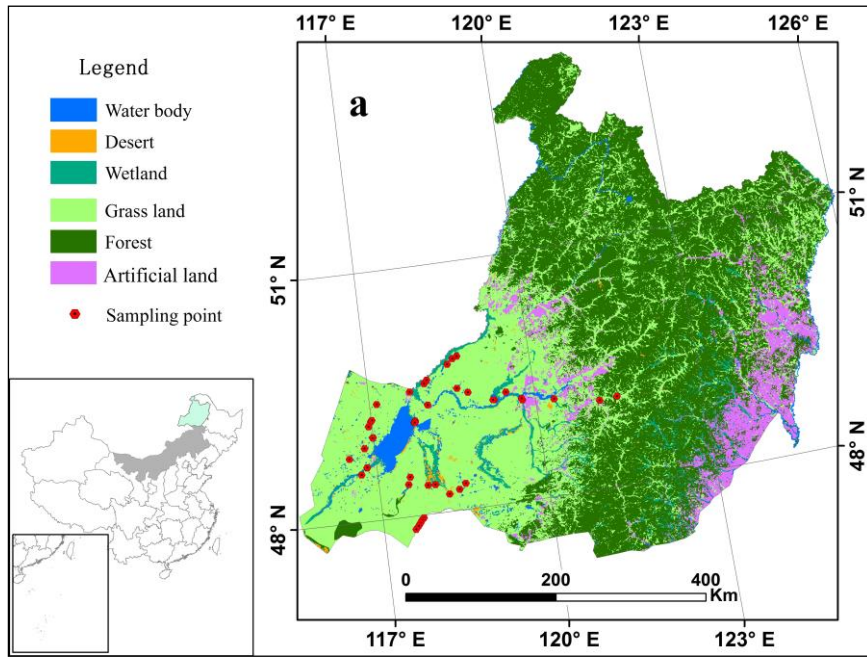 117° E 120° E 123° E 126° E
Legend
Water body
Desert
Wetland
Grass land
Forest
Artificial land
Sampling point
a
51° N
51° N
48° N
48° N
0 200 400
Km
117° E 120° E 123° E